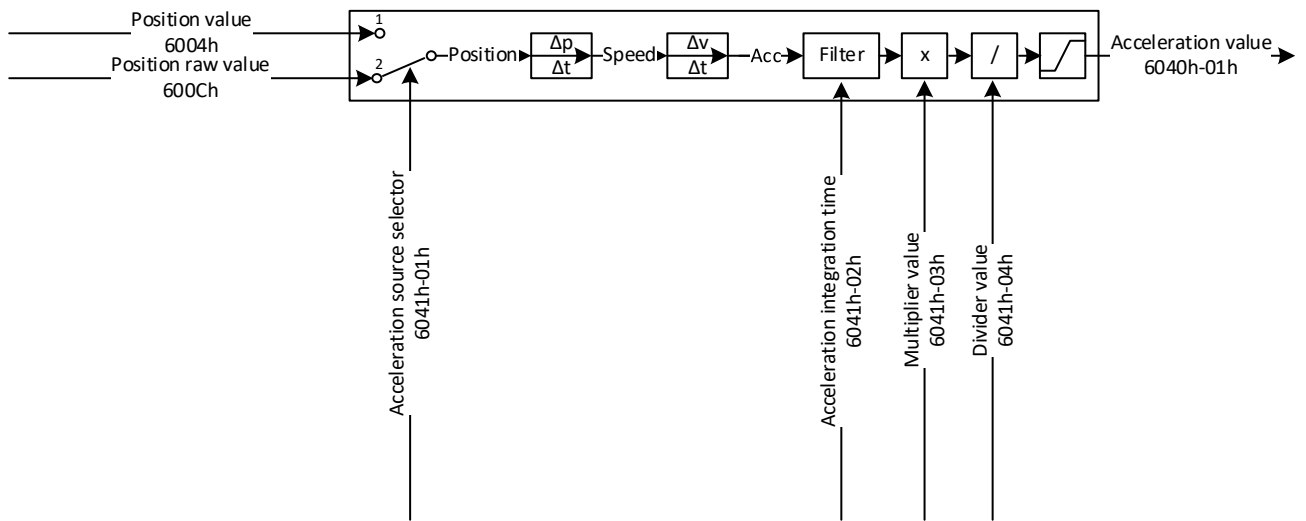 Position value
6004h
Position raw value
600Ch
1
2
Position
Δp
Δt
Speed
Δv
Δt
Acc
Filter
x
/
Acceleration value
6040h-01h
Acceleration source selector
6041h-01h
Acceleration integration time
6041h-02h
Multiplier value
6041h-03h
Divider value
6041h-04h